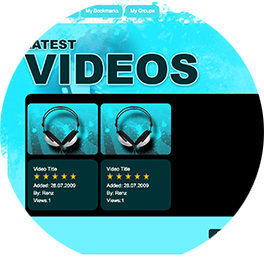 My Bookmarks My Groups
LATEST
VIDEOS
Video Title Video Title
Added: 28.07.2009 Added: 28.07.2009
By: Renz By: Renz
Views:1 Views:1